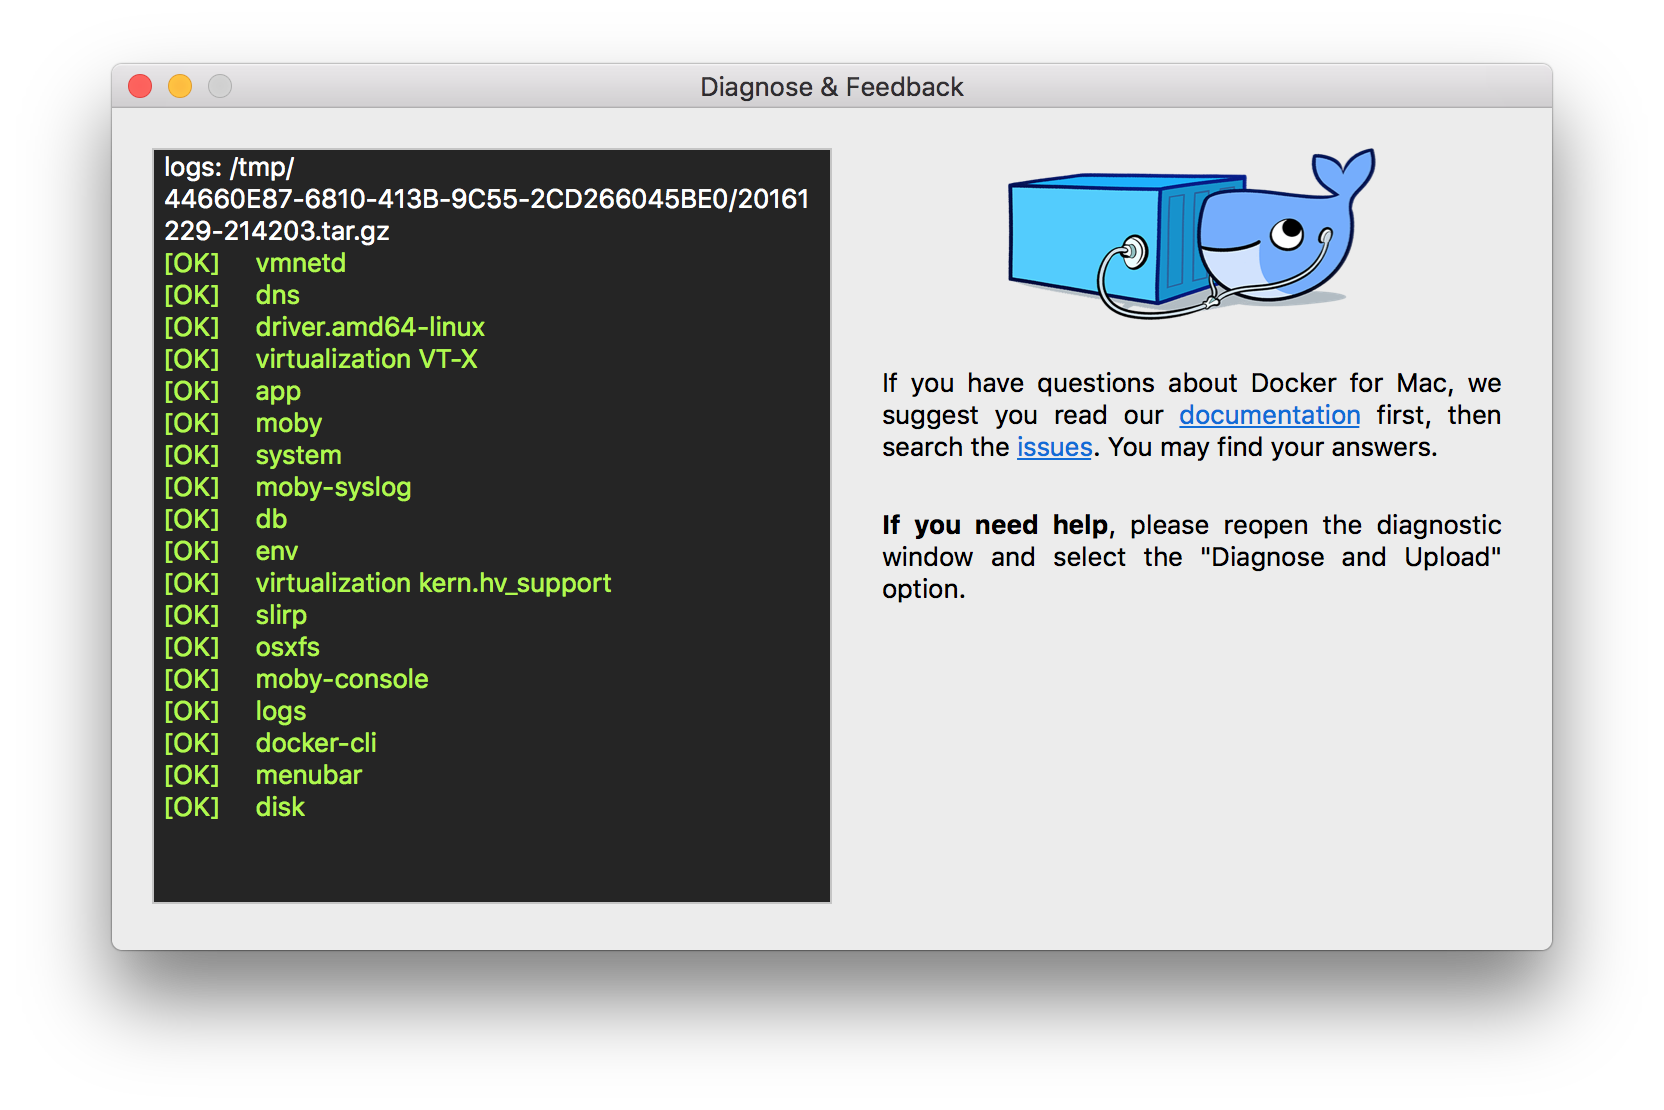 Diagnose & Feedback
logs: /tmp/
44660E87-6810-413B-9C55-2CD266045BE0/20161
229-214203.tar.gz
[OK] vmnetd
[OK] dns
[OK] driver.amd64-linux
[OK] virtualization VT-X
[OK] app
[OK] moby
[OK] system
[OK] moby-syslog
[OK] db
[OK] env
[OK] virtualization kern.hv_support
[OK] slirp
[OK] osxfs
[OK] moby-console
[OK] logs
[OK] docker-cli
[OK] menubar
[OK] disk
If you have questions about Docker for Mac, we
suggest you read our documentation first, then
search the issues. You may find your answers.
If you need help, please reopen the diagnostic
window and select the "Diagnose and Upload"
option.